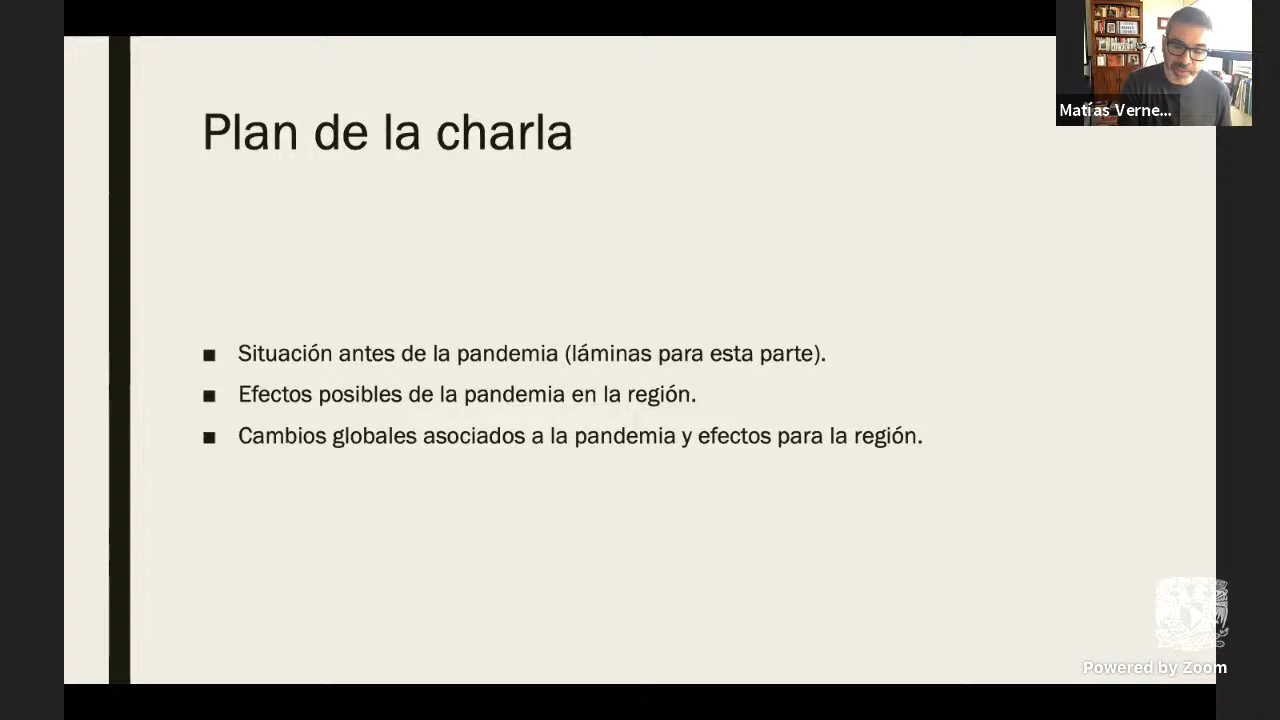 Plan de la charla
Matías Verne...
■ Situación antes de la pandemia (láminas para esta parte).
■ Efectos posibles de la pandemia en la región.
■ Cambios globales asociados a la pandemia y efectos para la región.
Powered by Zoom